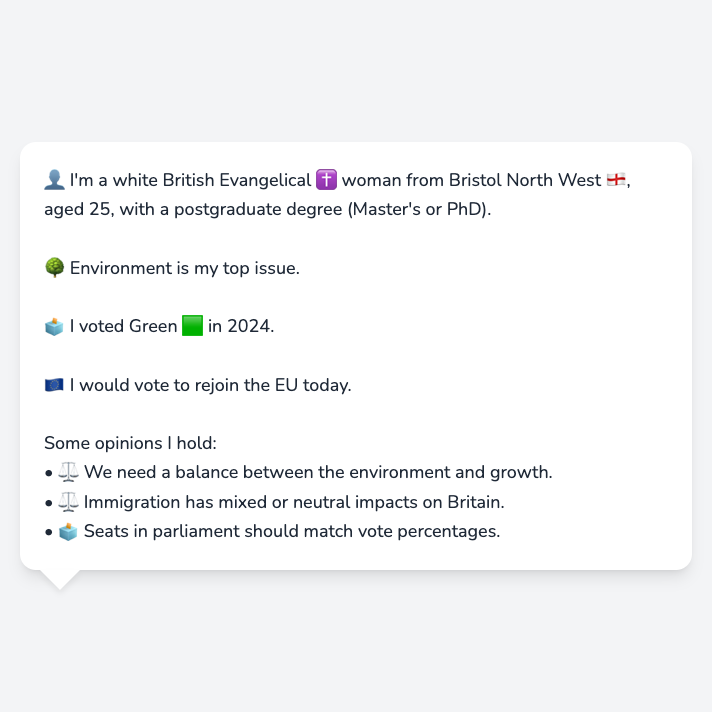 👤 I'm a white British Evangelical ✝️ woman from Bristol North West 🏴󠁧󠁢󠁥󠁮󠁧󠁿,
aged 25, with a postgraduate degree (Master's or PhD).
🌳 Environment is my top issue.
🗳️ I voted Green 🟩 in 2024.
🇪🇺 I would vote to rejoin the EU today.
Some opinions I hold:
• ⚖️ We need a balance between the environment and growth.
• ⚖️ Immigration has mixed or neutral impacts on Britain.
• 🗳️ Seats in parliament should match vote percentages.